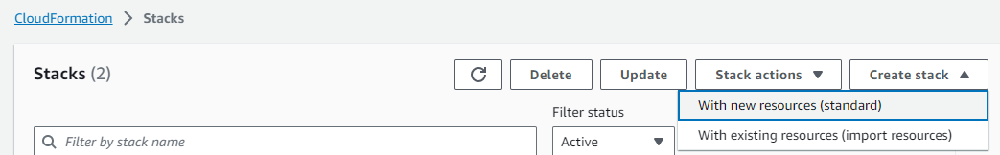 CloudFormation > Stacks
Stacks (2)
Delete
Update
Stack actions
Create stack
With new resources (standard)
With existing resources (import resources)
Filter status
Filter by stack name
Active